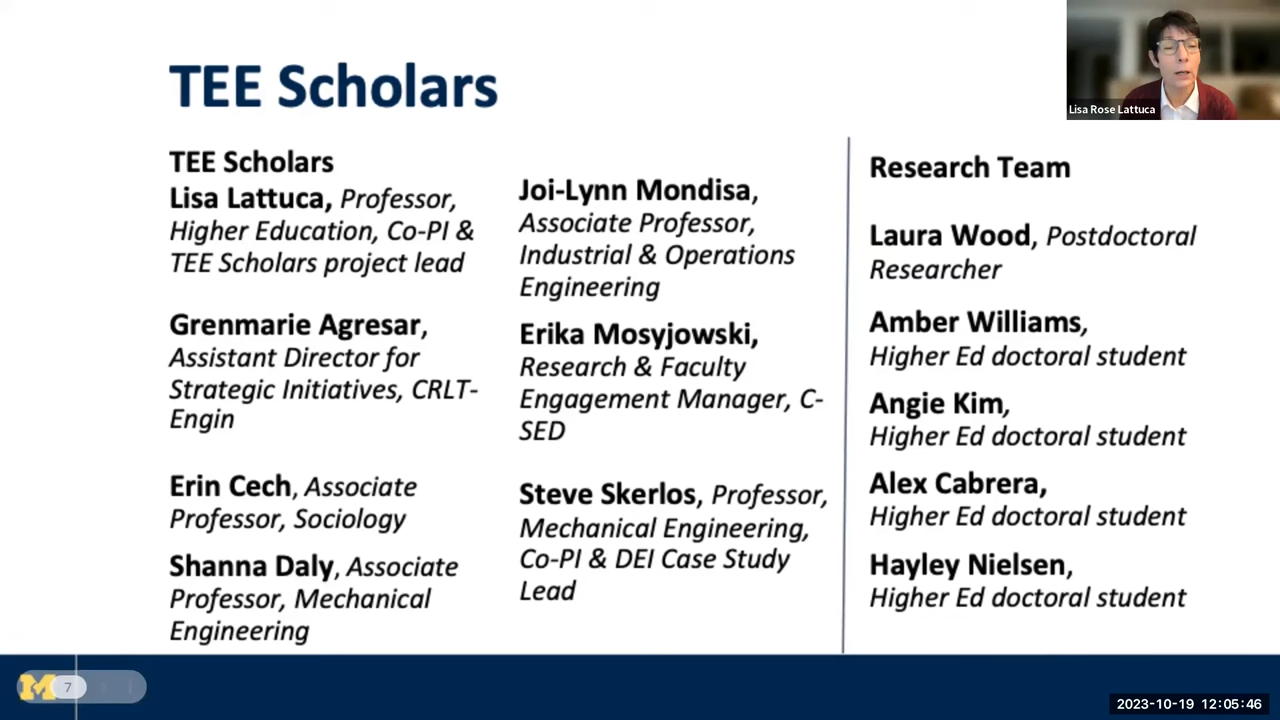 TEE Scholars
TEE Scholars
Lisa Lattuca, Professor,
Higher Education, Co-PI &
TEE Scholars project lead
Grenmarie Agresar,
Assistant Director for
Strategic Initiatives, CRLT-
Engin
Erin Cech, Associate
Professor, Sociology
Shanna Daly, Associate
Professor, Mechanical
Engineering
Joi-Lynn Mondisa,
Associate Professor,
Industrial & Operations
Engineering
Erika Mosyjowski,
Research & Faculty
Engagement Manager, C-
SED
Steve Skerlos, Professor,
Mechanical Engineering,
Co-PI & DEI Case Study
Lead
Research Team
Laura Wood, Postdoctoral
Researcher
Amber Williams,
Higher Ed doctoral student
Angie Kim,
Higher Ed doctoral student
Alex Cabrera,
Higher Ed doctoral student
Hayley Nielsen,
Higher Ed doctoral student
Lisa Rose Lattuca
M
7
2023-10-19 12:05:46